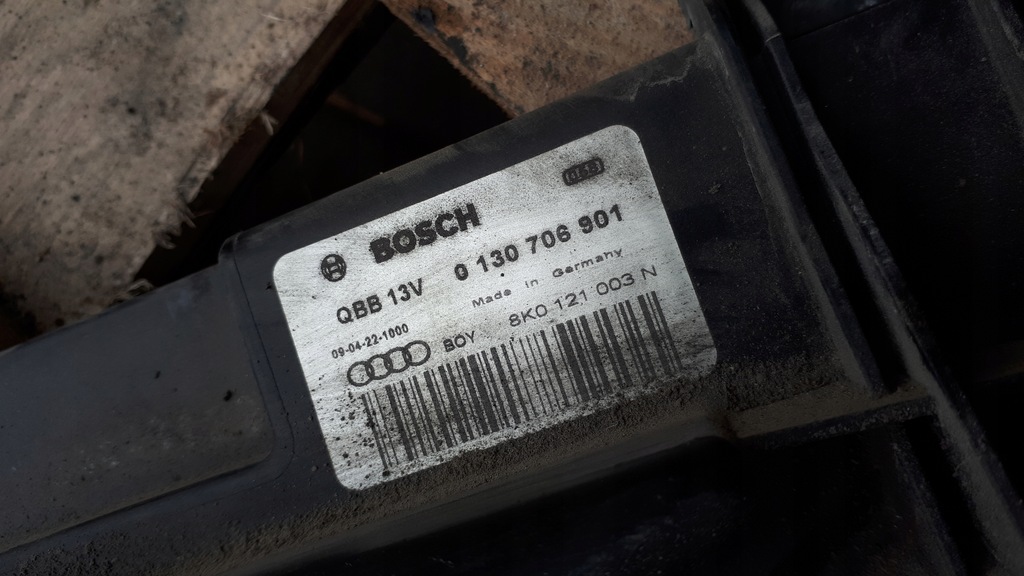 BOSCH
QBB 13V 0 130 706 901
Made in Germany
09-04-22-1000
BOY 8K0 121 003 N